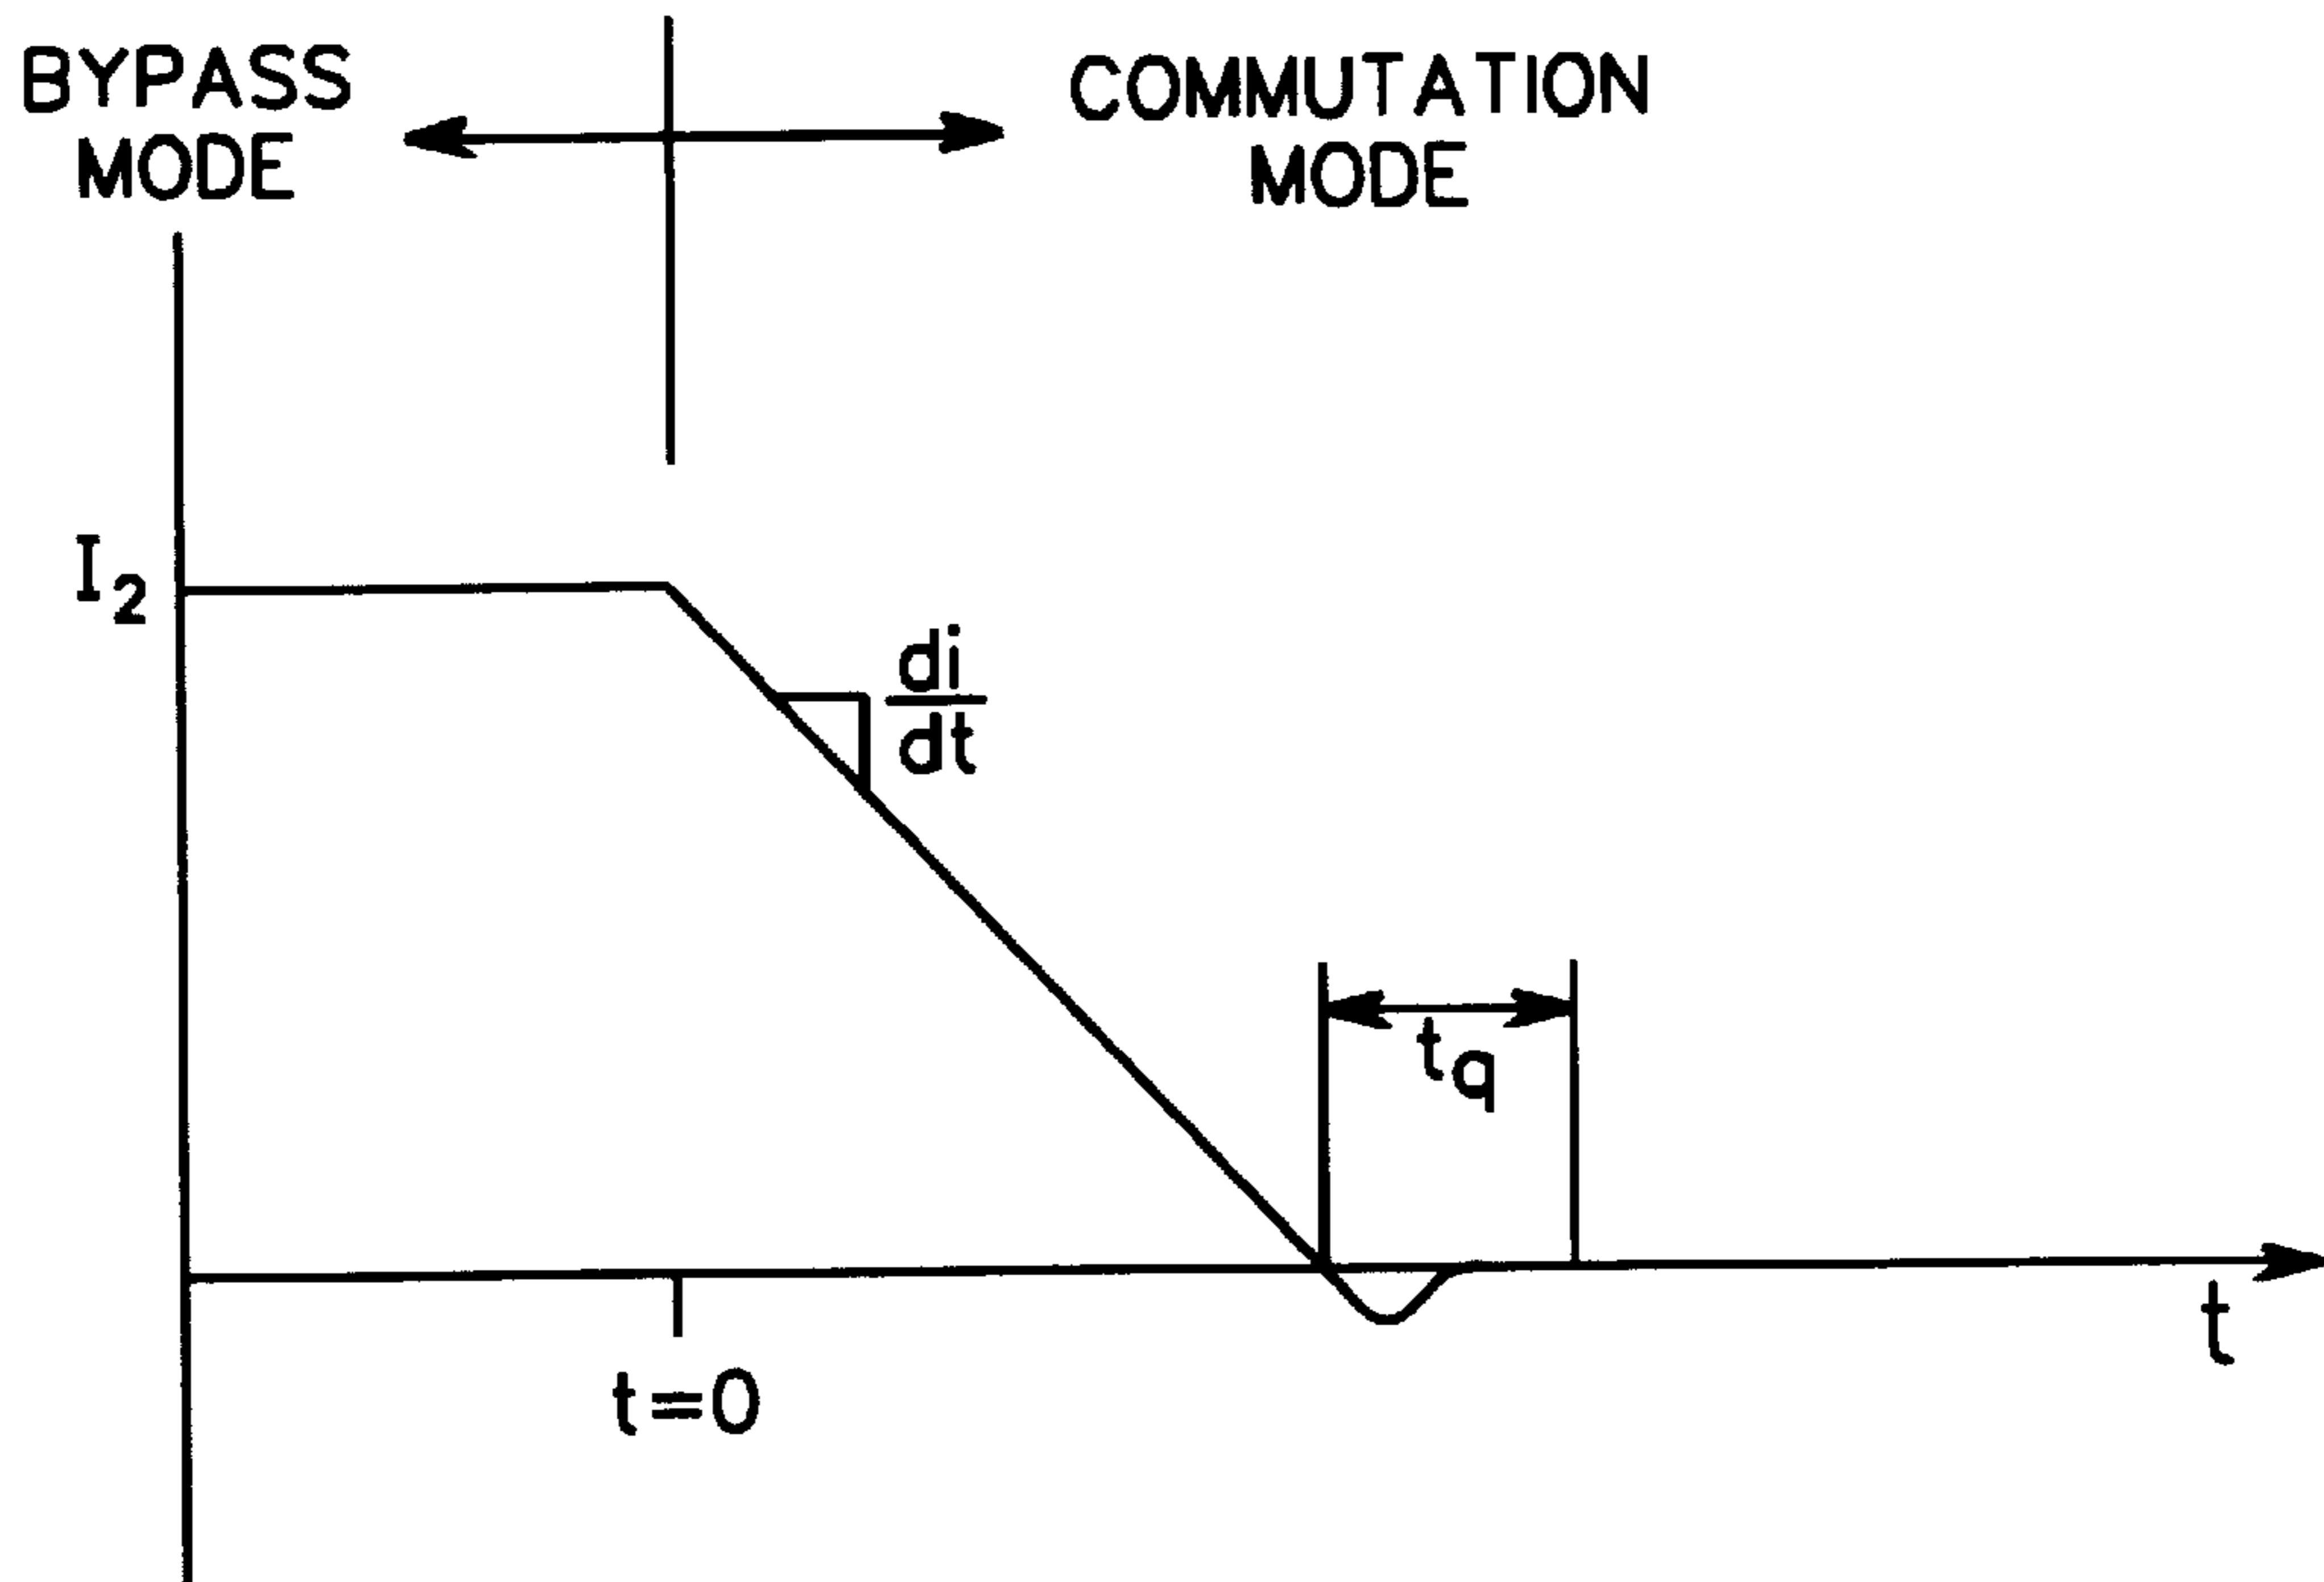 BYPASS
MODE
COMMUTATION
MODE
I₂
di
dt
tq
t
t=0